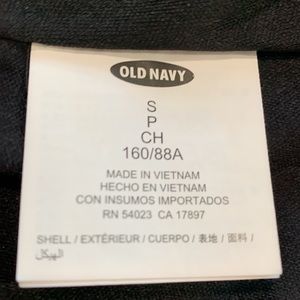 OLD NAVY
S
P
CH
160/88A
MADE IN VIETNAM
HECHO EN VIETNAM
CON INSUMOS IMPORTADOS
RN 54023 CA 17897
SHELL / EXTÉRIEUR / CUERPO / 表地 / 面料 /
الهيكل